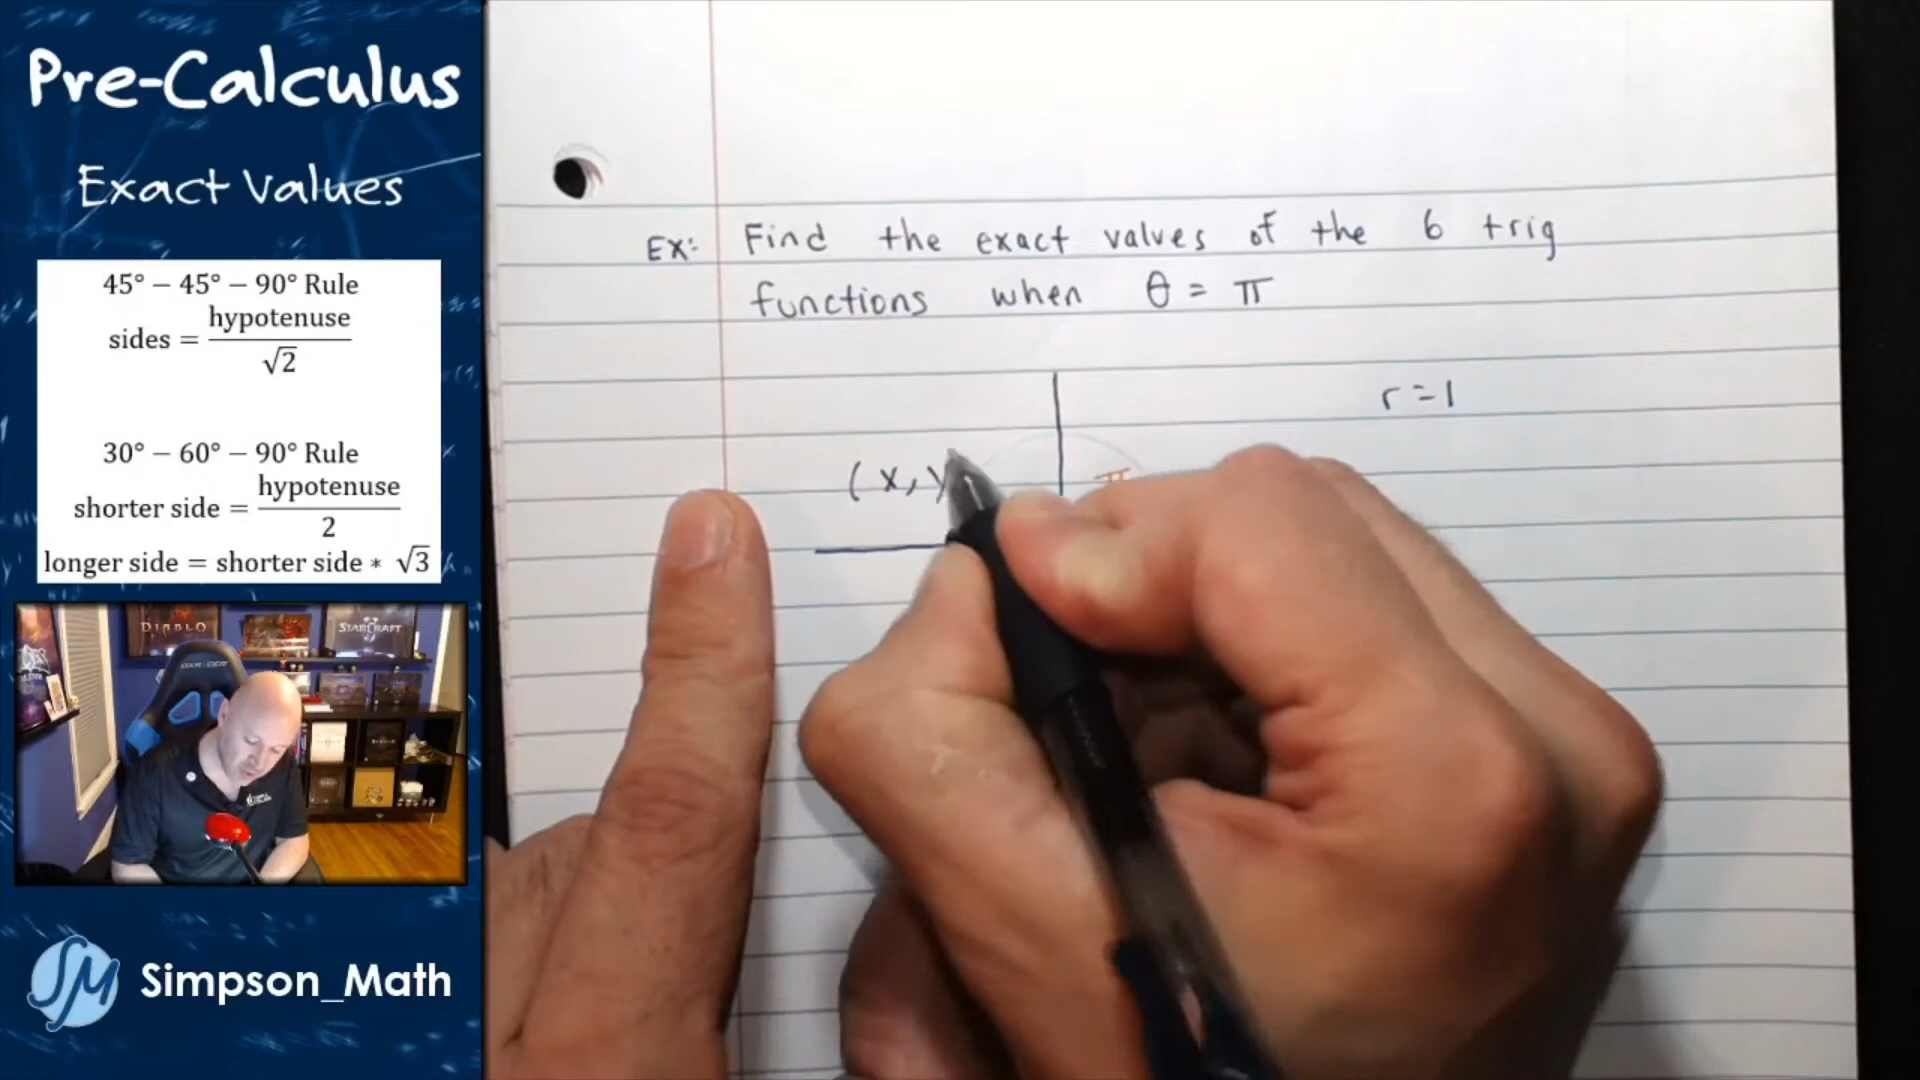 Pre-Calculus
Exact Values
45° − 45° − 90° Rule
sides = hypotenuse / √2
30° − 60° − 90° Rule
shorter side = hypotenuse / 2
longer side = shorter side * √3
DIABLO
STARCRAFT
SM Simpson_Math
Ex: Find the exact values of the 6 trig
functions when θ = π
r = 1
(x, y
π